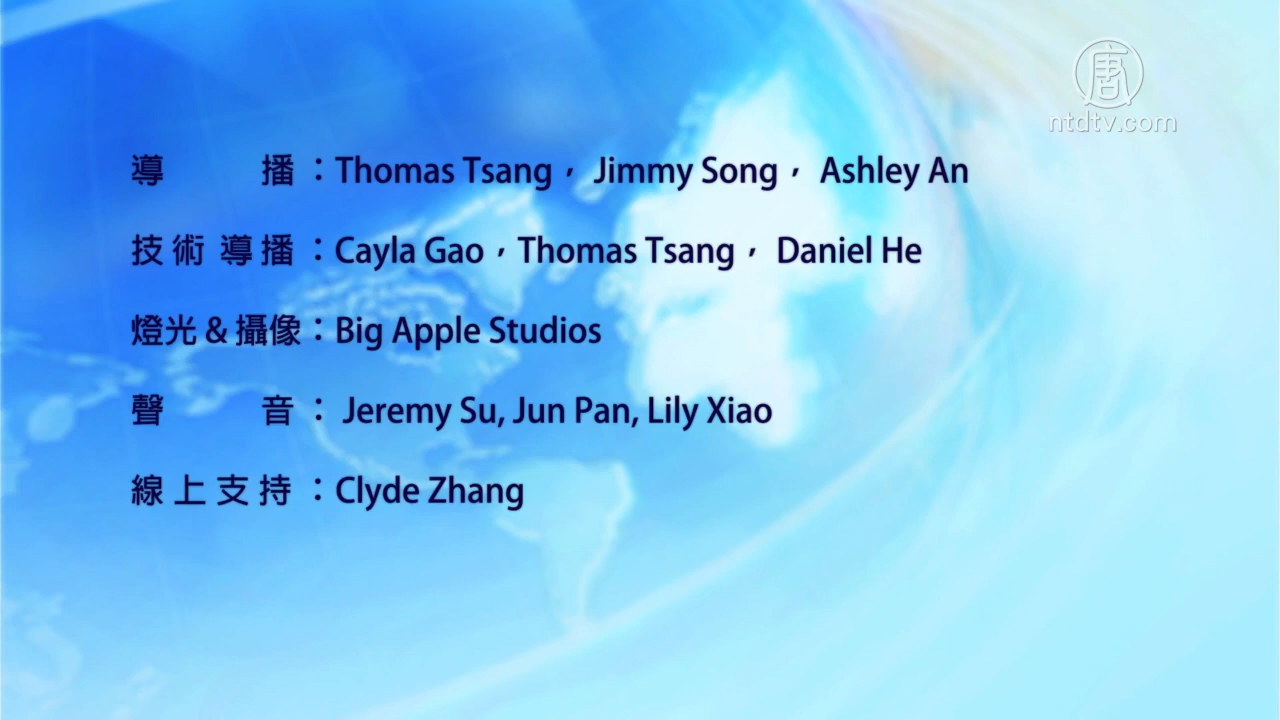 唐
ntdtv.com
導 播：Thomas Tsang， Jimmy Song， Ashley An
技術 導播：Cayla Gao，Thomas Tsang， Daniel He
燈光 & 攝像：Big Apple Studios
聲 音： Jeremy Su, Jun Pan, Lily Xiao
線上支持：Clyde Zhang